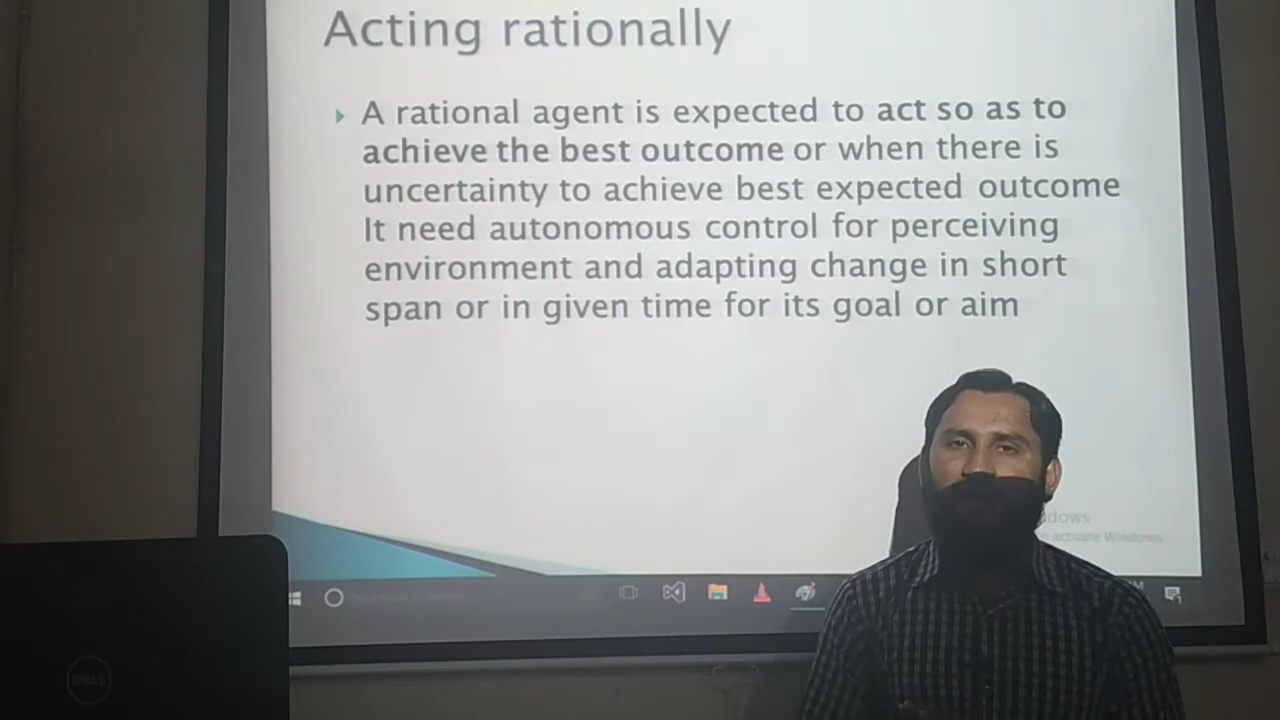 Acting rationally
A rational agent is expected to act so as to
achieve the best outcome or when there is
uncertainty to achieve best expected outcome
It need autonomous control for perceiving
environment and adapting change in short
span or in given time for its goal or aim
dows
activate Windows
DELL